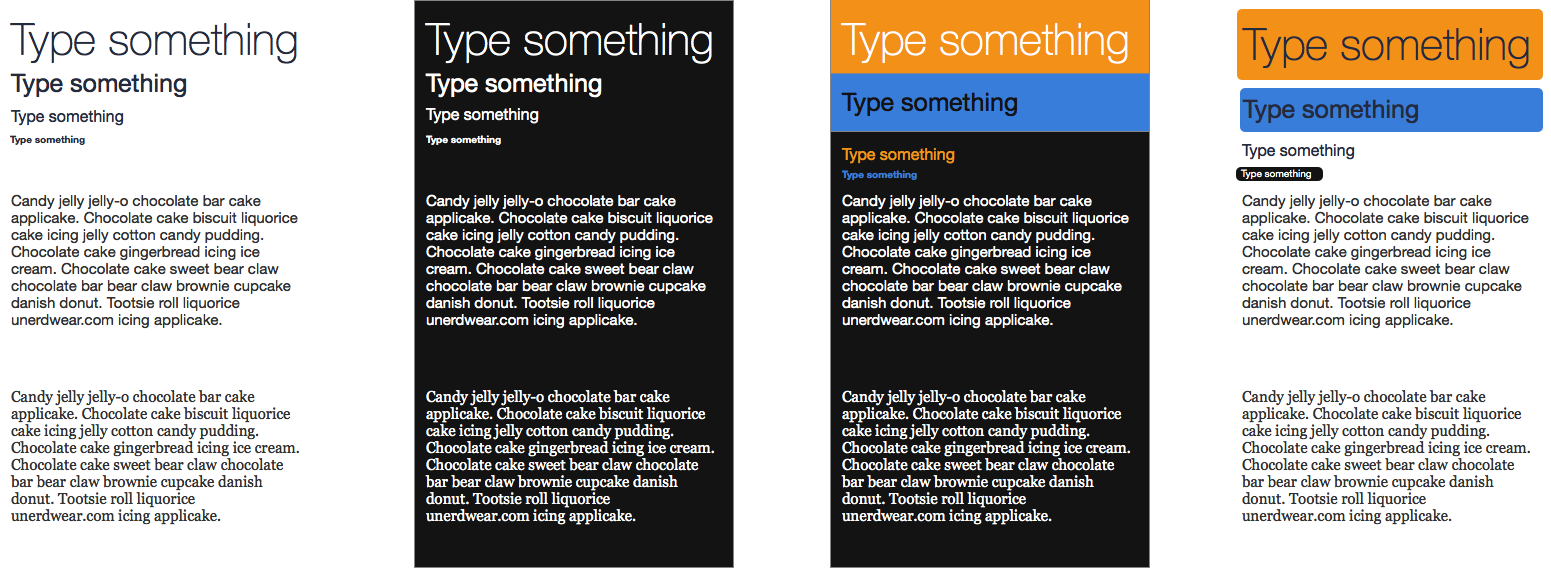 Type something
Type something
Type something
Type something
Candy jelly jelly-o chocolate bar cake
applicake. Chocolate cake biscuit liquorice
cake icing jelly cotton candy pudding.
Chocolate cake gingerbread icing ice
cream. Chocolate cake sweet bear claw
chocolate bar bear claw brownie cupcake
danish donut. Tootsie roll liquorice
unerdwear.com icing applicake.
Candy jelly jelly-o chocolate bar cake
applicake. Chocolate cake biscuit liquorice
cake icing jelly cotton candy pudding.
Chocolate cake gingerbread icing ice cream.
Chocolate cake sweet bear claw chocolate
bar bear claw brownie cupcake danish
donut. Tootsie roll liquorice
unerdwear.com icing applicake.
Type something
Type something
Type something
Type something
Candy jelly jelly-o chocolate bar cake
applicake. Chocolate cake biscuit liquorice
cake icing jelly cotton candy pudding.
Chocolate cake gingerbread icing ice
cream. Chocolate cake sweet bear claw
chocolate bar bear claw brownie cupcake
danish donut. Tootsie roll liquorice
unerdwear.com icing applicake.
Candy jelly jelly-o chocolate bar cake
applicake. Chocolate cake biscuit liquorice
cake icing jelly cotton candy pudding.
Chocolate cake gingerbread icing ice cream.
Chocolate cake sweet bear claw chocolate
bar bear claw brownie cupcake danish
donut. Tootsie roll liquorice
unerdwear.com icing applicake.
Type something
Type something
Type something
Type something
Candy jelly jelly-o chocolate bar cake
applicake. Chocolate cake biscuit liquorice
cake icing jelly cotton candy pudding.
Chocolate cake gingerbread icing ice
cream. Chocolate cake sweet bear claw
chocolate bar bear claw brownie cupcake
danish donut. Tootsie roll liquorice
unerdwear.com icing applicake.
Candy jelly jelly-o chocolate bar cake
applicake. Chocolate cake biscuit liquorice
cake icing jelly cotton candy pudding.
Chocolate cake gingerbread icing ice cream.
Chocolate cake sweet bear claw chocolate
bar bear claw brownie cupcake danish
donut. Tootsie roll liquorice
unerdwear.com icing applicake.
Type something
Type something
Type something
Type something
Candy jelly jelly-o chocolate bar cake
applicake. Chocolate cake biscuit liquorice
cake icing jelly cotton candy pudding.
Chocolate cake gingerbread icing ice
cream. Chocolate cake sweet bear claw
chocolate bar bear claw brownie cupcake
danish donut. Tootsie roll liquorice
unerdwear.com icing applicake.
Candy jelly jelly-o chocolate bar cake
applicake. Chocolate cake biscuit liquorice
cake icing jelly cotton candy pudding.
Chocolate cake gingerbread icing ice cream.
Chocolate cake sweet bear claw chocolate
bar bear claw brownie cupcake danish
donut. Tootsie roll liquorice
unerdwear.com icing applicake.